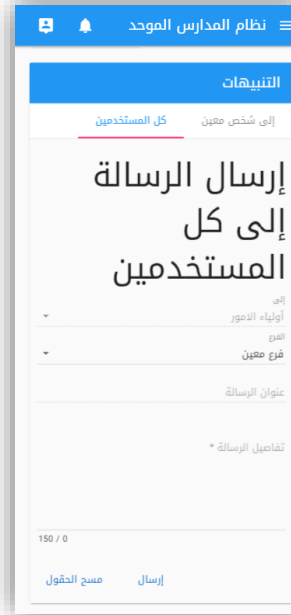 نظام المدارس الموحد
التنبيهات
إلى شخص معين
كل المستخدمين
إرسال الرسالة
إلى كل
المستخدمين
إلى
أولياء الامور
الفرع
فرع معين
عنوان الرسالة
تفاصيل الرسالة *
150 / 0
إرسال
مسح الحقول